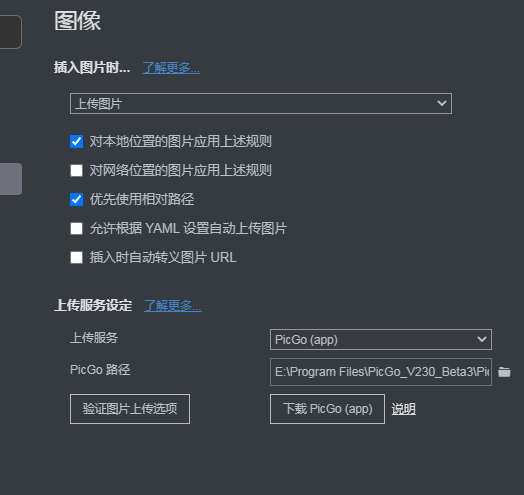 图像
插入图片时... 了解更多...
上传图片
对本地位置的图片应用上述规则
对网络位置的图片应用上述规则
优先使用相对路径
允许根据 YAML 设置自动上传图片
插入时自动转义图片 URL
上传服务设定 了解更多...
上传服务 PicGo (app)
PicGo 路径 E:\Program Files\PicGo_V230_Beta3\Pic
验证图片上传选项 下载 PicGo (app) 说明